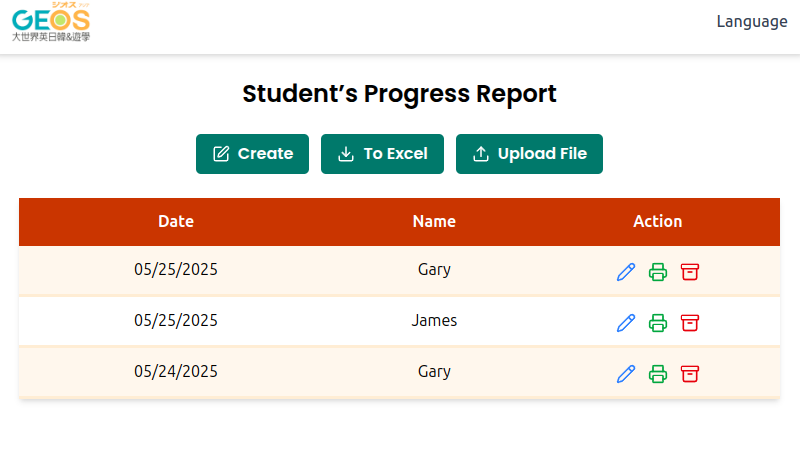 ジオス
GEOS
大世界英日韓&遊學
Language
Student’s Progress Report
Create
To Excel
Upload File
Date Name Action
05/25/2025 Gary
05/25/2025 James
05/24/2025 Gary